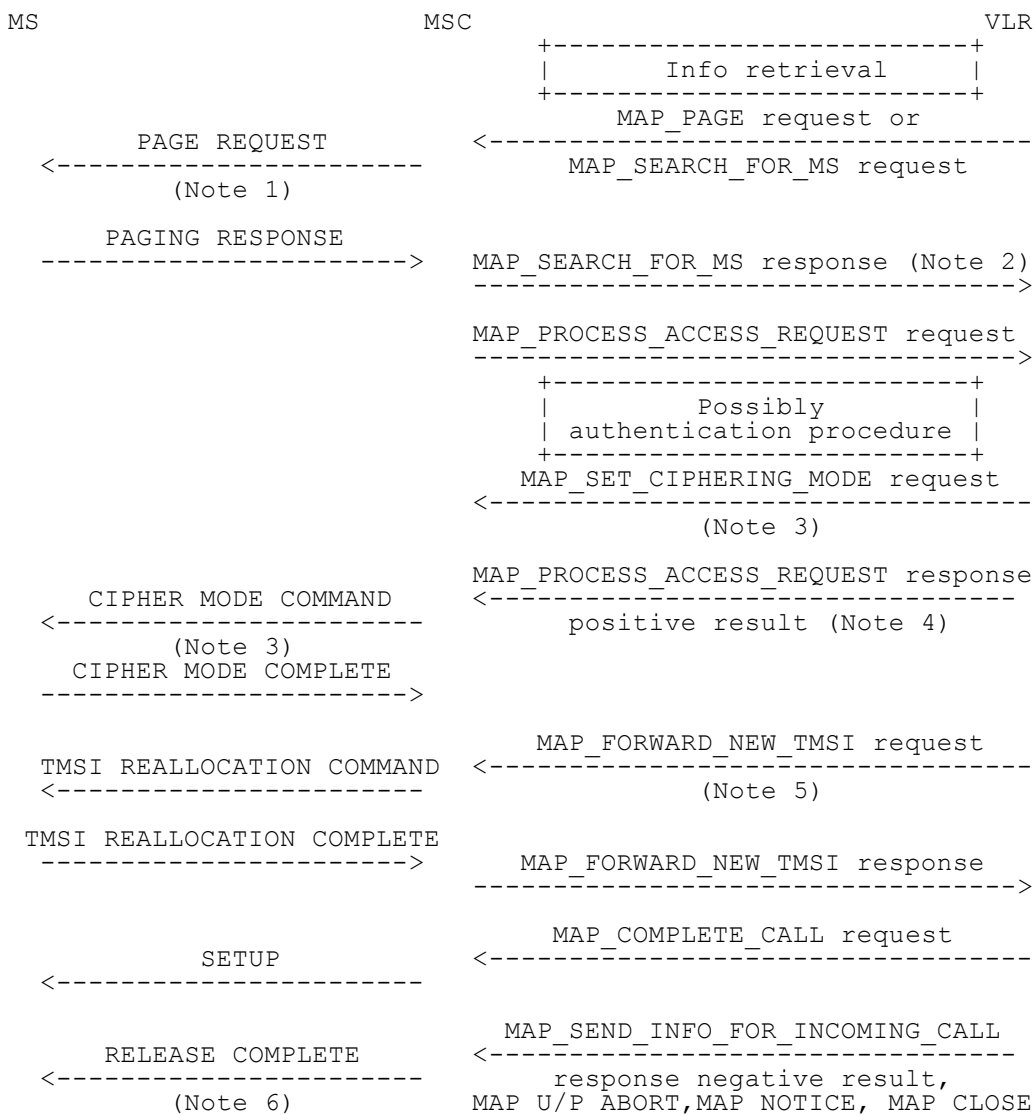 MS MSC VLR
Info retrieval
MAP_PAGE request or
PAGE REQUEST
MAP_SEARCH_FOR_MS request
(Note 1)
PAGING RESPONSE
MAP_SEARCH_FOR_MS response (Note 2)
MAP_PROCESS_ACCESS_REQUEST request
Possibly
authentication procedure
MAP_SET_CIPHERING_MODE request
(Note 3)
MAP_PROCESS_ACCESS_REQUEST response
CIPHER MODE COMMAND
positive result (Note 4)
(Note 3)
CIPHER MODE COMPLETE
MAP_FORWARD_NEW_TMSI request
TMSI REALLOCATION COMMAND
(Note 5)
TMSI REALLOCATION COMPLETE
MAP_FORWARD_NEW_TMSI response
MAP_COMPLETE_CALL request
SETUP
MAP_SEND_INFO_FOR_INCOMING_CALL
RELEASE COMPLETE
response negative result,
(Note 6) MAP U/P ABORT,MAP NOTICE, MAP CLOSE